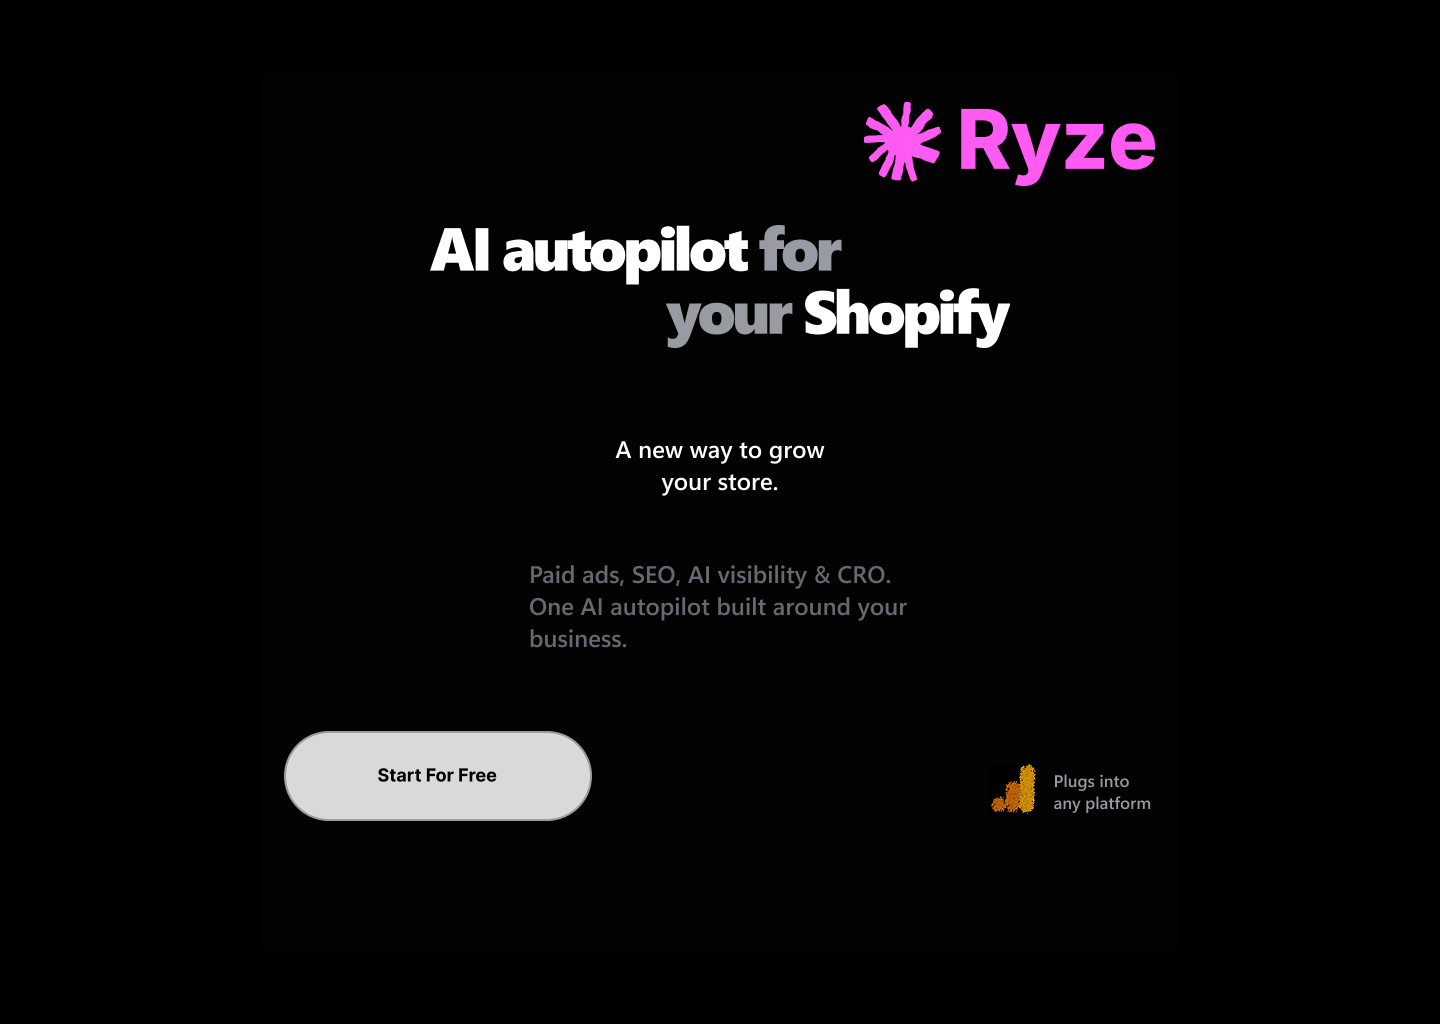 Ryze
AI autopilot for
your Shopify
A new way to grow
your store.
Paid ads, SEO, AI visibility & CRO.
One AI autopilot built around your
business.
Start For Free
Plugs into
any platform